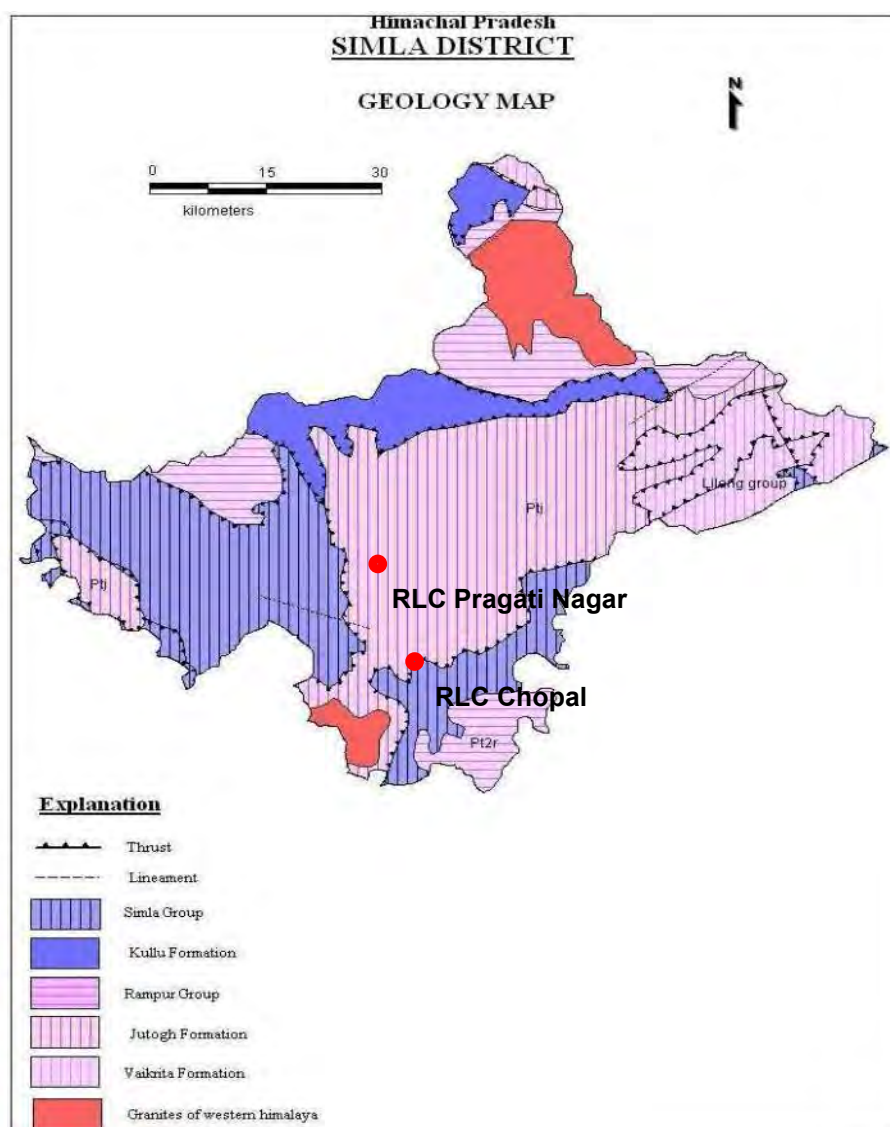 Himachal Pradesh
SIMLA DISTRICT
GEOLOGY MAP
N
0 15 30
kilometers
Lilong group
Ptj
RLC Pragati Nagar
Ptj
RLC Chopal
Pt2r
Explanation
Thrust
Lineament
Simla Group
Kullu Formation
Rampur Group
Jutogh Formation
Vaikrita Formation
Granites of western himalaya